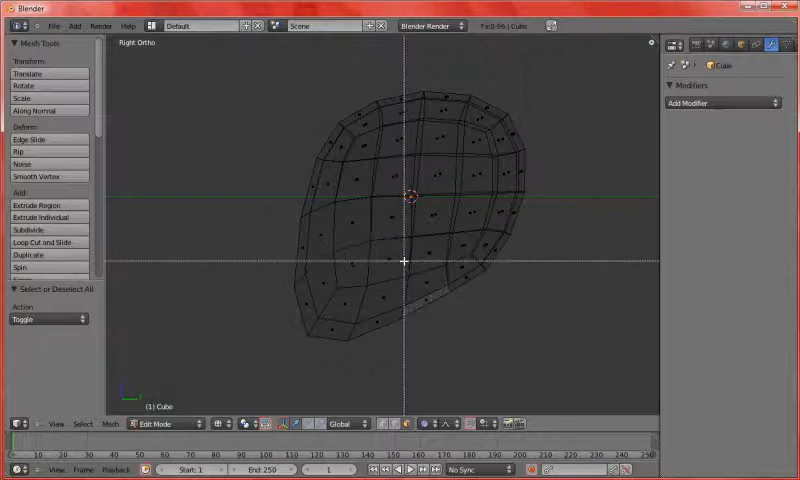 Blender
File Add Render Help Default Scene Blender Render Fa:0-96 | Cube
Mesh Tools
Right Ortho
Transform:
Translate
Rotate
Scale
Along Normal
Deform:
Edge Slide
Rip
Noise
Smooth Vertex
Add:
Extrude Region
Extrude Individual
Subdivide
Loop Cut and Slide
Duplicate
Spin
Select or Deselect All
Action
Toggle
Cube
Modifiers
Add Modifier
(1) Cube
View Select Mesh Edit Mode Global
10 20 30 40 50 60 70 80 90 100 110 120 130 140 150 160 170 180 190 200 210 220 230 240 250
View Frame Playback Start: 1 End: 250 1 No Sync